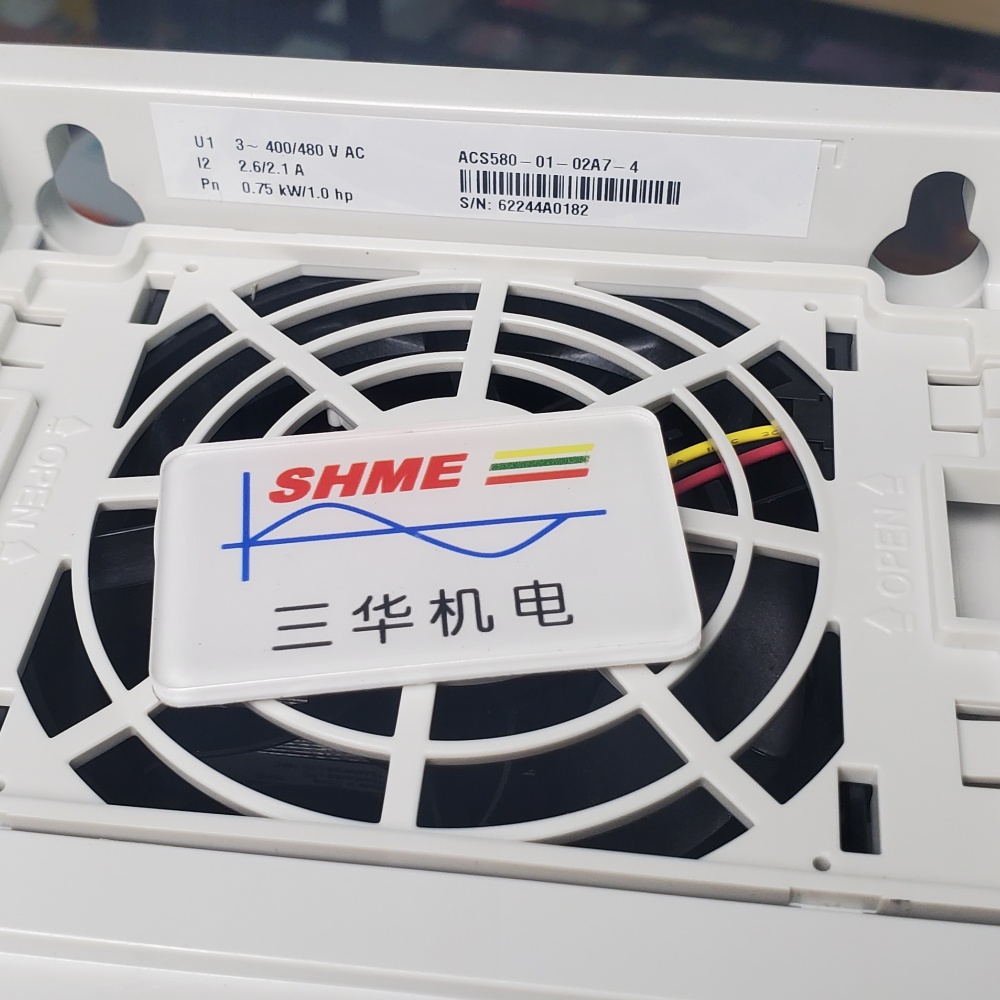 U1 3~ 400/480 V AC
I2 2.6/2.1 A
Pn 0.75 kW/1.0 hp
ACS580-01-02A7-4
S/N: 62244A0182
OPEN
OPEN
SHME
三华机电